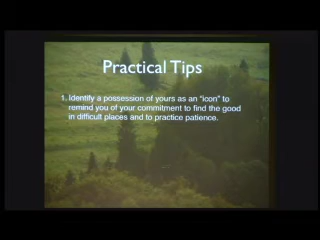 Practical Tips
1. Identify a possession of yours as an “icon” to
remind you of your commitment to find the good
in difficult places and to practice patience.